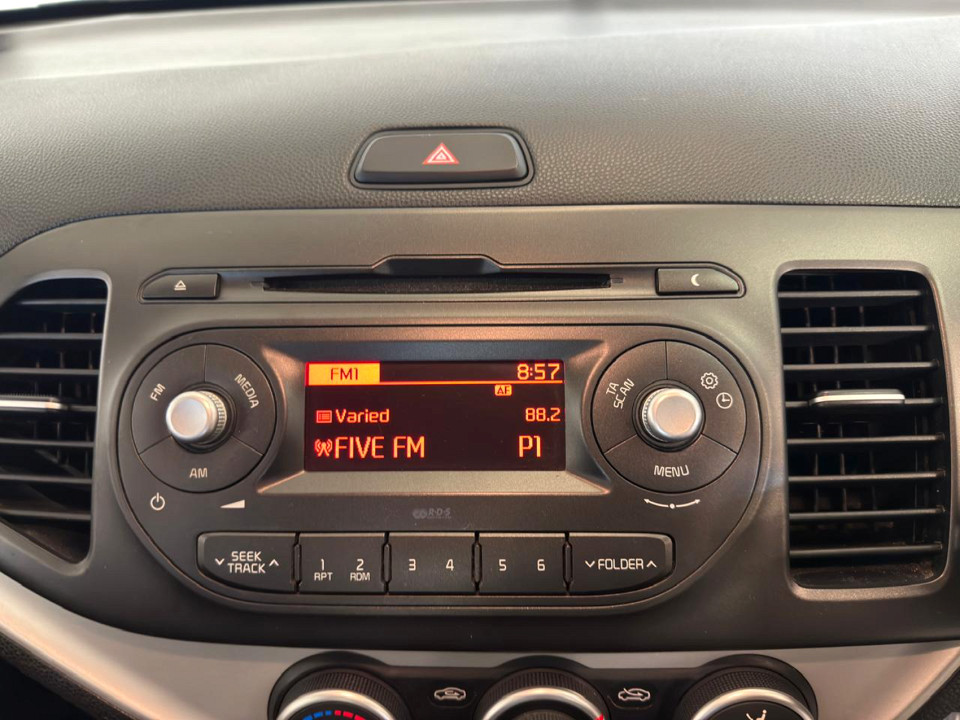 FM1 8:57
AF
Varied 88.2
FIVE FM P1
FM
MEDIA
AM
TA
SCAN
MENU
R·D·S
SEEK
TRACK
1 2
RPT RDM
3 4
5 6
FOLDER